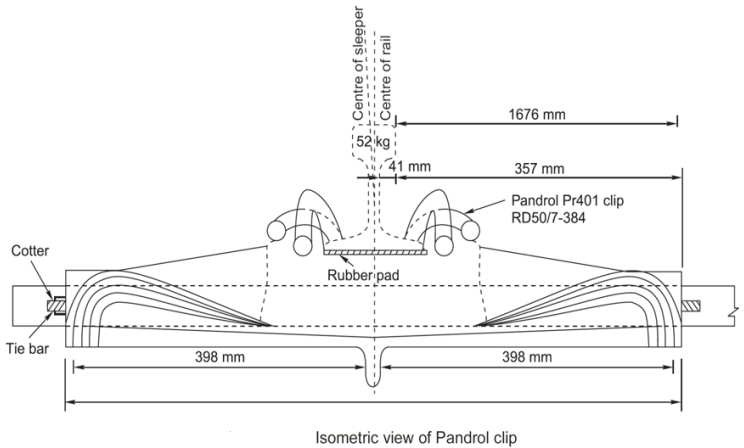 Centre of sleeper
Centre of rail
1676 mm
52 kg
41 mm
357 mm
Pandrol Pr401 clip
RD50/7-384
Cotter
Rubber pad
Tie bar
398 mm
398 mm
Isometric view of Pandrol clip